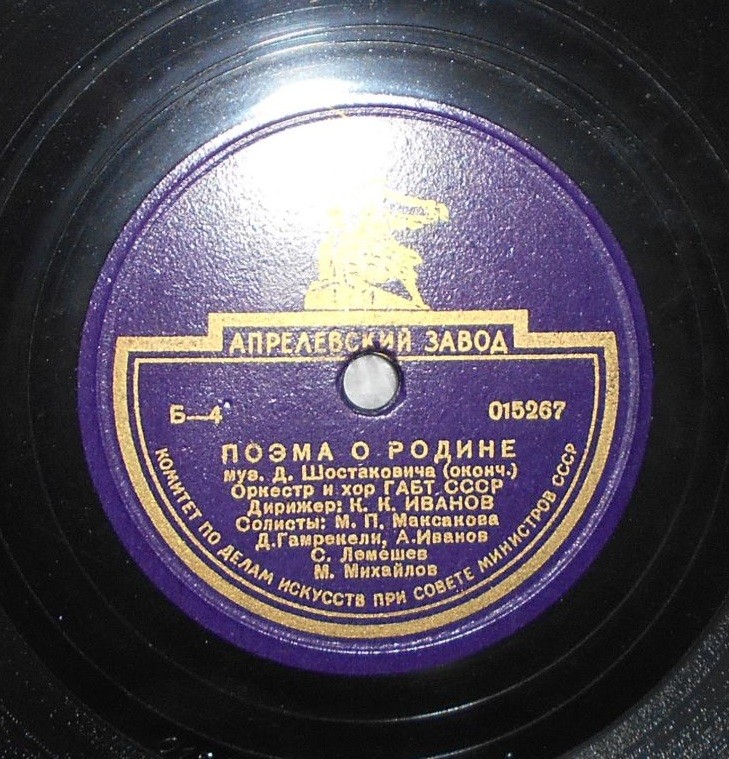 АПРЕЛЕВСКИЙ ЗАВОД
Б—4
015267
ПОЭМА О РОДИНЕ
муз. Д. Шостаковича (оконч.)
Оркестр и хор ГАБТ СССР
Дирижер: К. К. ИВАНОВ
Солисты: М. П. Максакова
Д. Гамрекели, А. Иванов
С. Лемешев
М. Михайлов
КОМИТЕТ ПО ДЕЛАМ ИСКУССТВ ПРИ СОВЕТЕ МИНИСТРОВ СССР